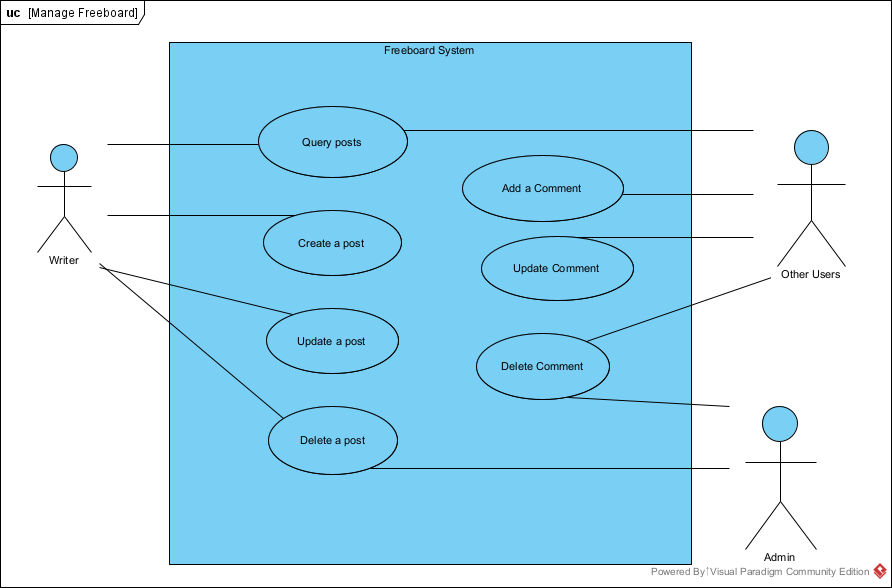 uc [Manage Freeboard]
Freeboard System
Query posts
Add a Comment
Create a post
Update Comment
Writer
Other Users
Update a post
Delete Comment
Delete a post
Admin
Powered By Visual Paradigm Community Edition